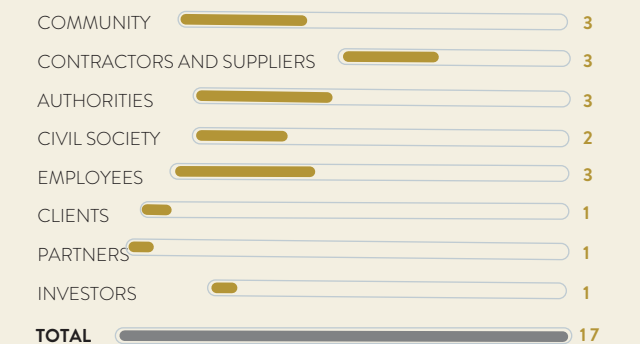 COMMUNITY 3
CONTRACTORS AND SUPPLIERS 3
AUTHORITIES 3
CIVIL SOCIETY 2
EMPLOYEES 3
CLIENTS 1
PARTNERS 1
INVESTORS 1
TOTAL 17